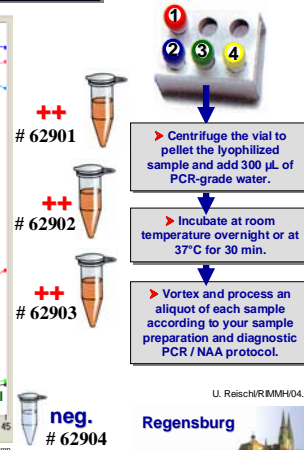 1
2
3
4
++
# 62901
++
# 62902
++
# 62903
neg.
# 62904
➤ Centrifuge the vial to
pellet the lyophilized
sample and add 300 µL of
PCR-grade water.
➤ Incubate at room
temperature overnight or at
37°C for 30 min.
➤ Vortex and process an
aliquot of each sample
according to your sample
preparation and diagnostic
PCR / NAA protocol.
U. Reischl/RIMMH/04.
Regensburg
45